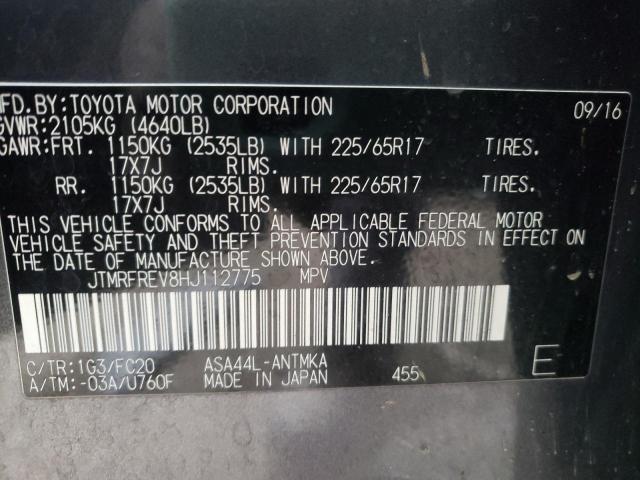 MFD.BY:TOYOTA MOTOR CORPORATION 09/16
GVWR:2105KG (4640LB)
GAWR:FRT. 1150KG (2535LB) WITH 225/65R17 TIRES.
17X7J RIMS.
RR. 1150KG (2535LB) WITH 225/65R17 TIRES.
17X7J RIMS.
THIS VEHICLE CONFORMS TO ALL APPLICABLE FEDERAL MOTOR
VEHICLE SAFETY AND THEFT PREVENTION STANDARDS IN EFFECT ON
THE DATE OF MANUFACTURE SHOWN ABOVE.
JTMRFREV8HJ112775 MPV
C/TR:1G3/FC20 ASA44L-ANTMKA
A/TM:-03A/U760F MADE IN JAPAN 455 E